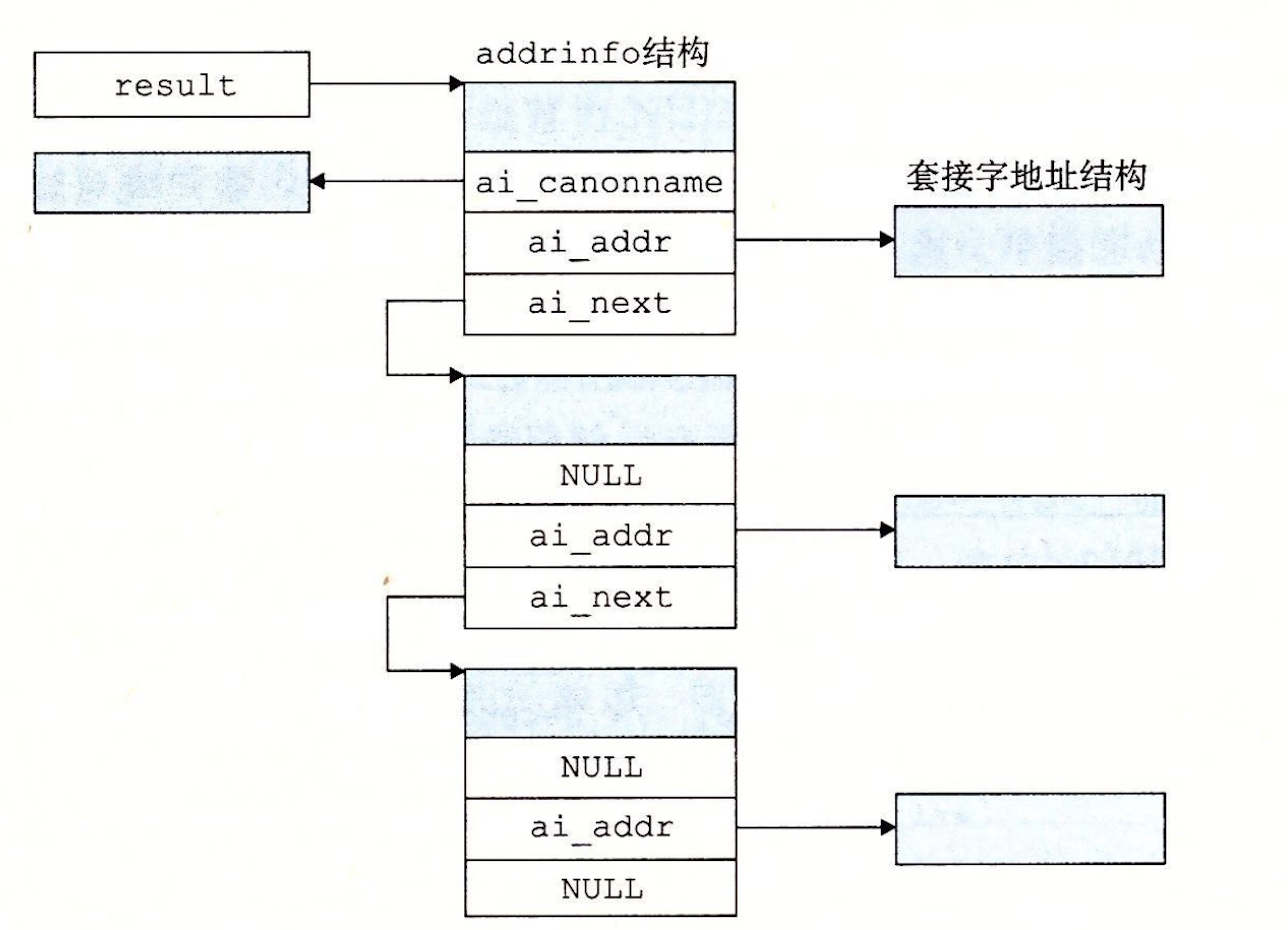 addrinfo结构
result
ai_canonname
套接字地址结构
ai_addr
ai_next
NULL
ai_addr
ai_next
NULL
ai_addr
NULL